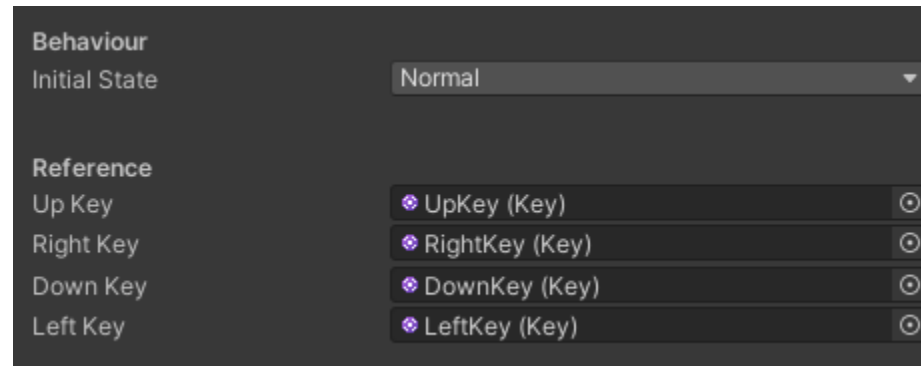 Behaviour
Initial State Normal
Reference
Up Key UpKey (Key)
Right Key RightKey (Key)
Down Key DownKey (Key)
Left Key LeftKey (Key)